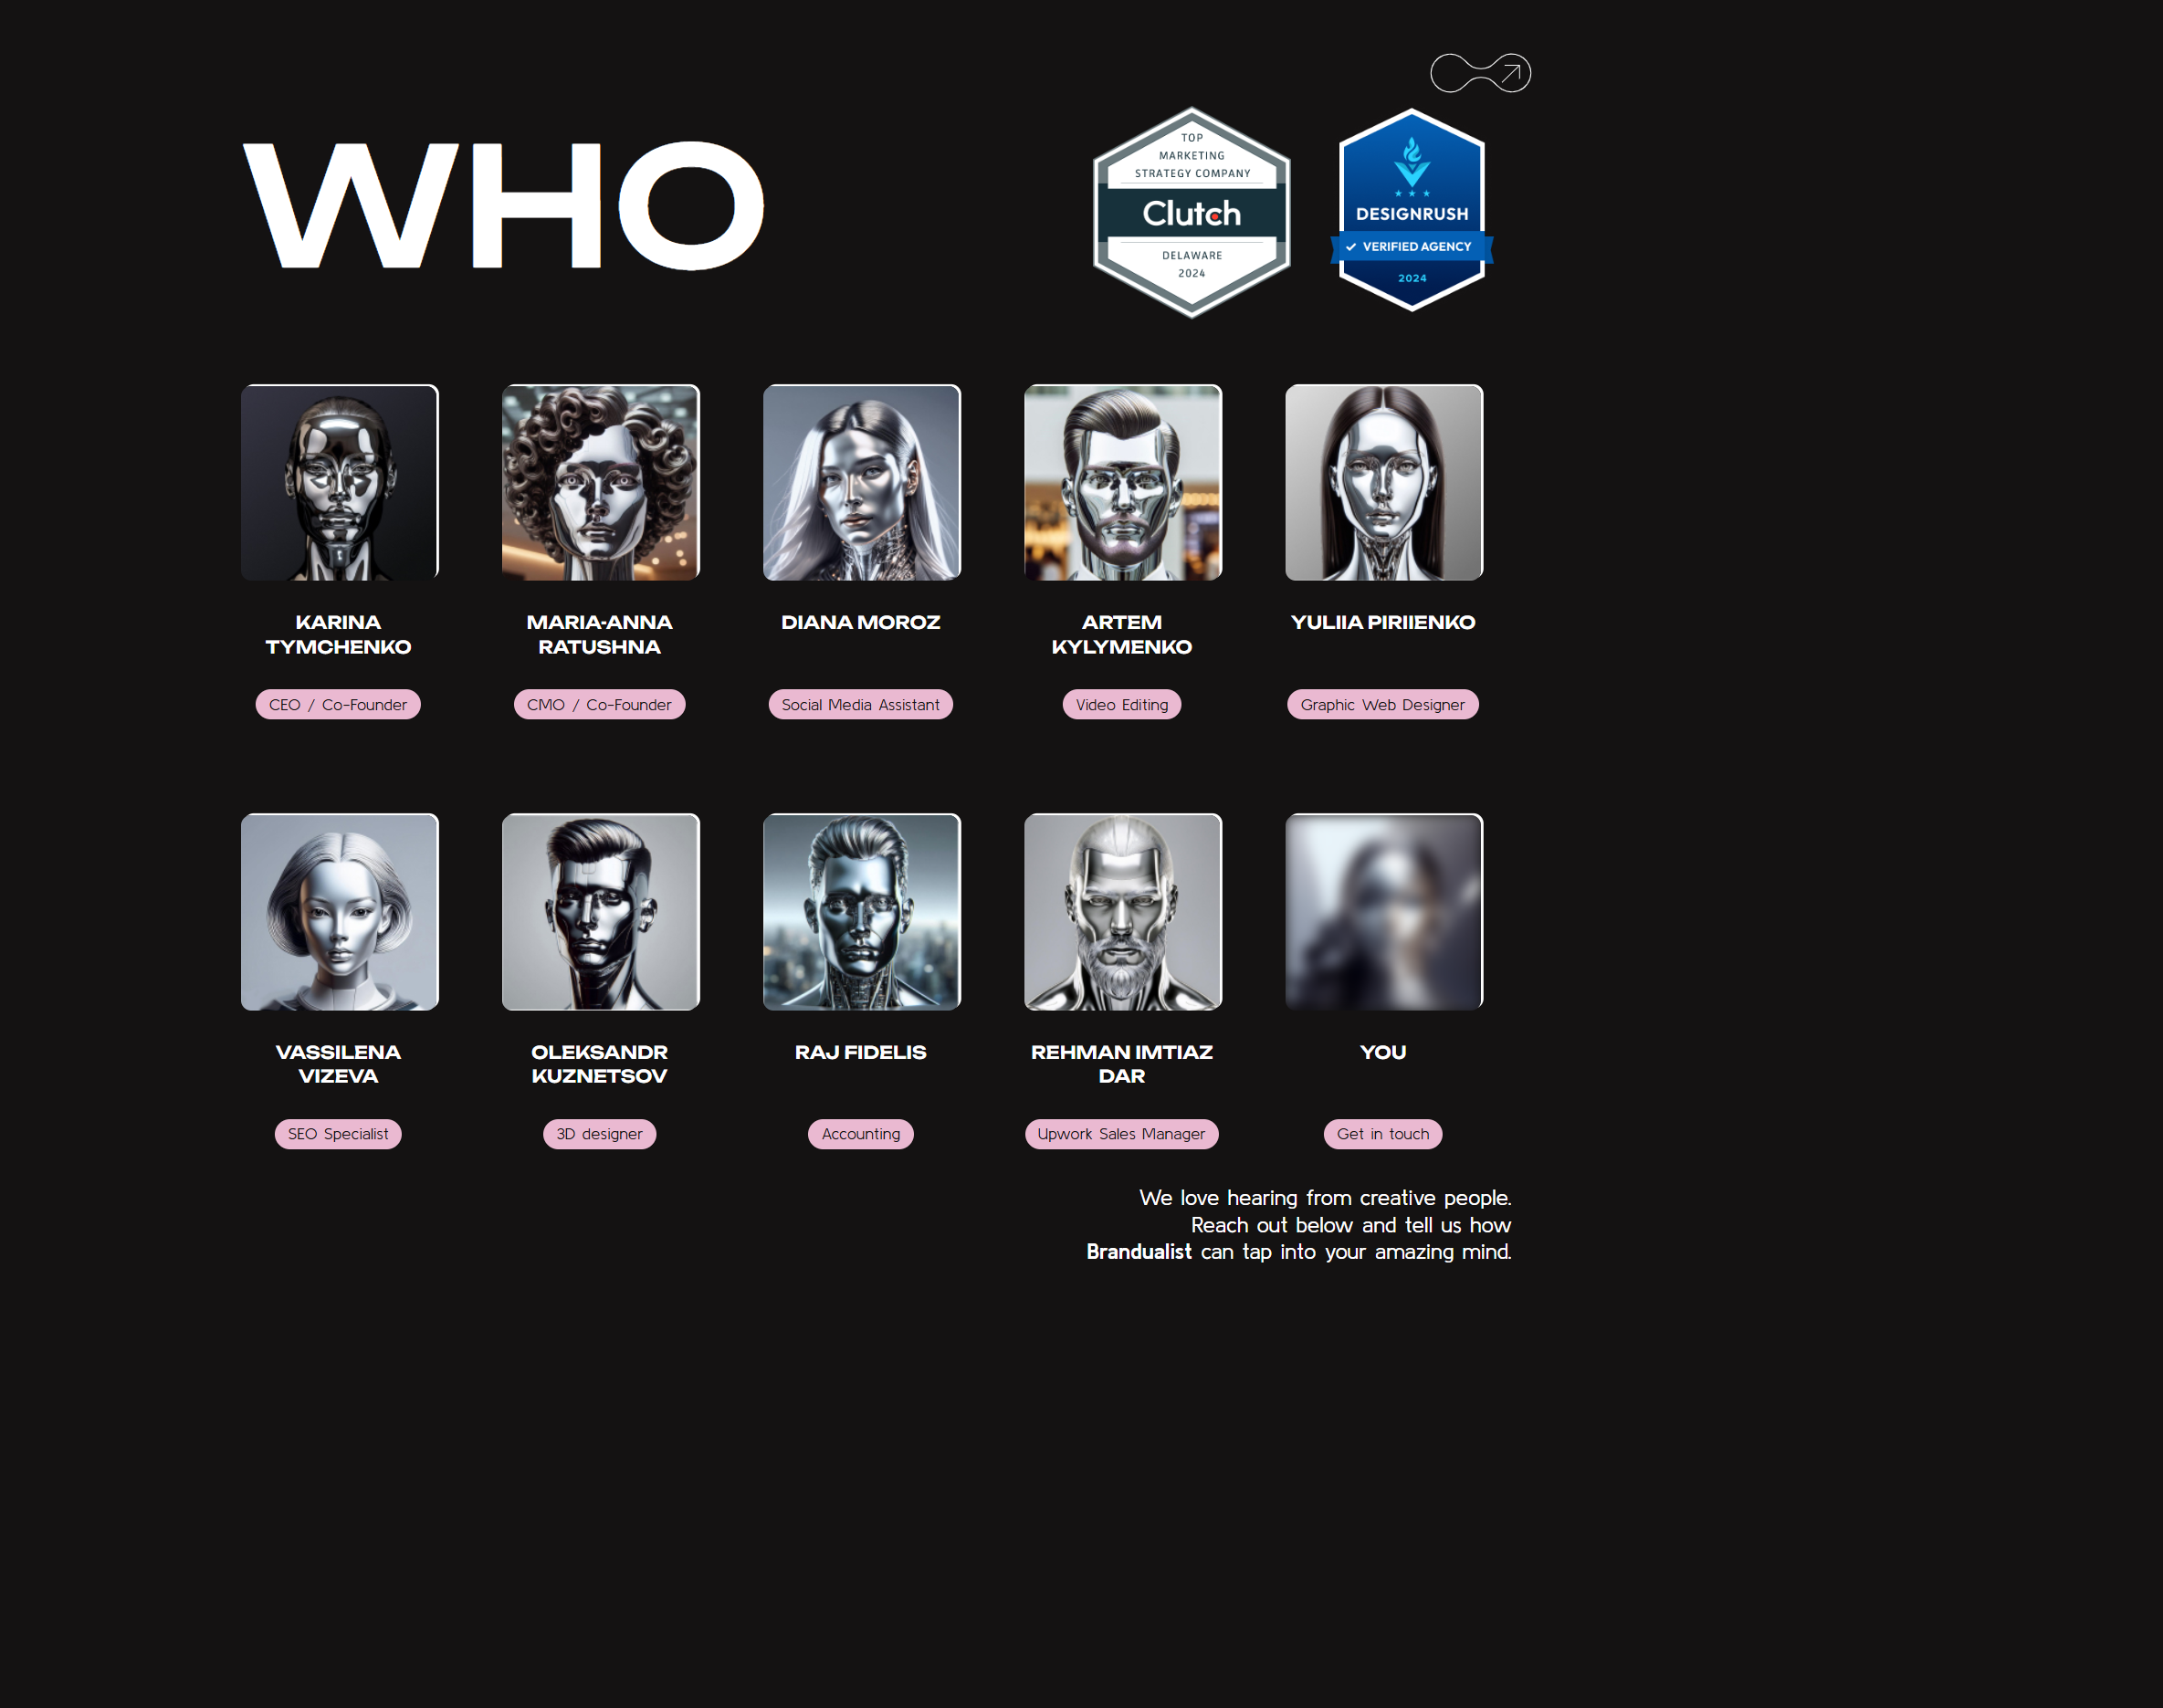 WHO
TOP
MARKETING
STRATEGY COMPANY
Clutch
DELAWARE
2024
DESIGNRUSH
VERIFIED AGENCY
2024
KARINA
TYMCHENKO
CEO / Co-Founder
MARIA-ANNA
RATUSHNA
CMO / Co-Founder
DIANA MOROZ
Social Media Assistant
ARTEM
KYLYMENKO
Video Editing
YULIIA PIRIIENKO
Graphic Web Designer
VASSILENA
VIZEVA
SEO Specialist
OLEKSANDR
KUZNETSOV
3D designer
RAJ FIDELIS
Accounting
REHMAN IMTIAZ
DAR
Upwork Sales Manager
YOU
Get in touch
We love hearing from creative people.
Reach out below and tell us how
Brandualist can tap into your amazing mind.